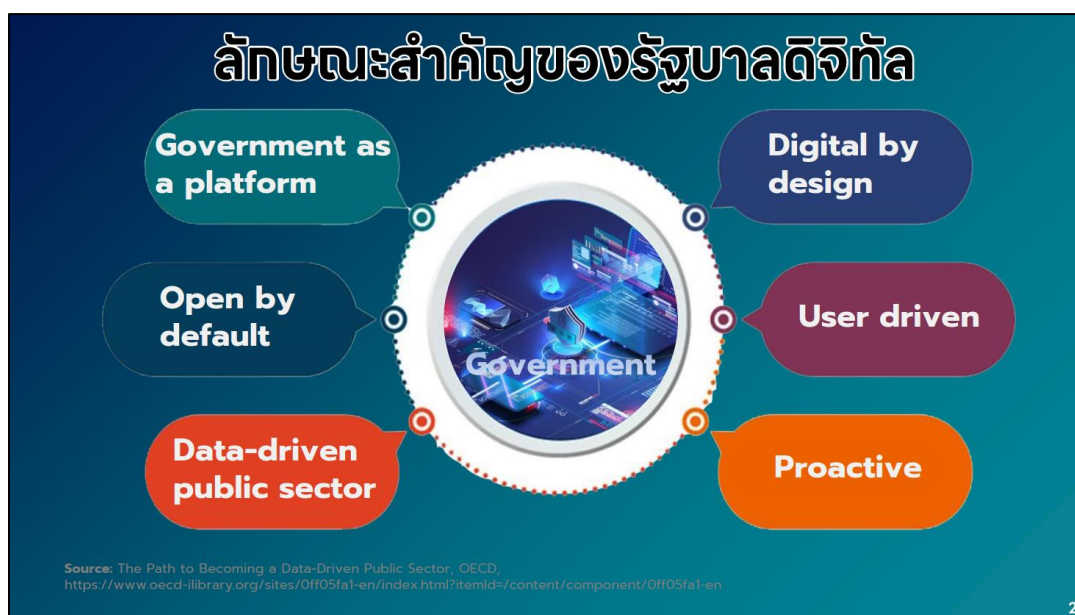 ลักษณะสำคัญของรัฐบาลดิจิทัล
Government as
a platform
Digital by
design
Open by
default
User driven
Government
Data-driven
public sector
Proactive
Source: The Path to Becoming a Data-Driven Public Sector, OECD,
https://www.oecd-ilibrary.org/sites/0ff05fa1-en/index.html?itemId=/content/component/0ff05fa1-en
2